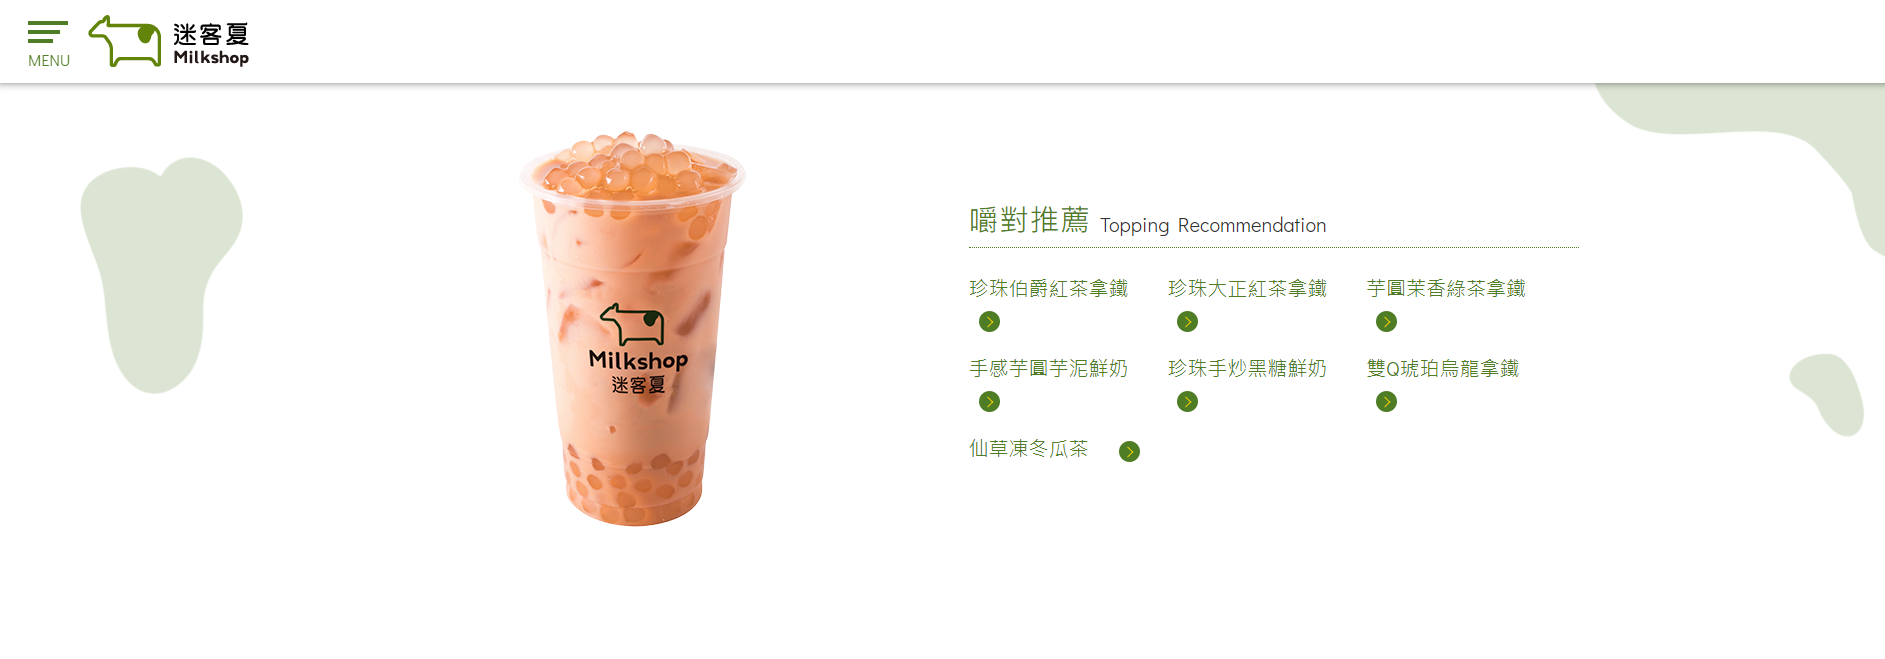 MENU
迷客夏
Milkshop
Milkshop
迷客夏
嚼對推薦 Topping Recommendation
珍珠伯爵紅茶拿鐵 珍珠大正紅茶拿鐵 芋圓茉香綠茶拿鐵
手感芋圓芋泥鮮奶 珍珠手炒黑糖鮮奶 雙Q琥珀烏龍拿鐵
仙草凍冬瓜茶